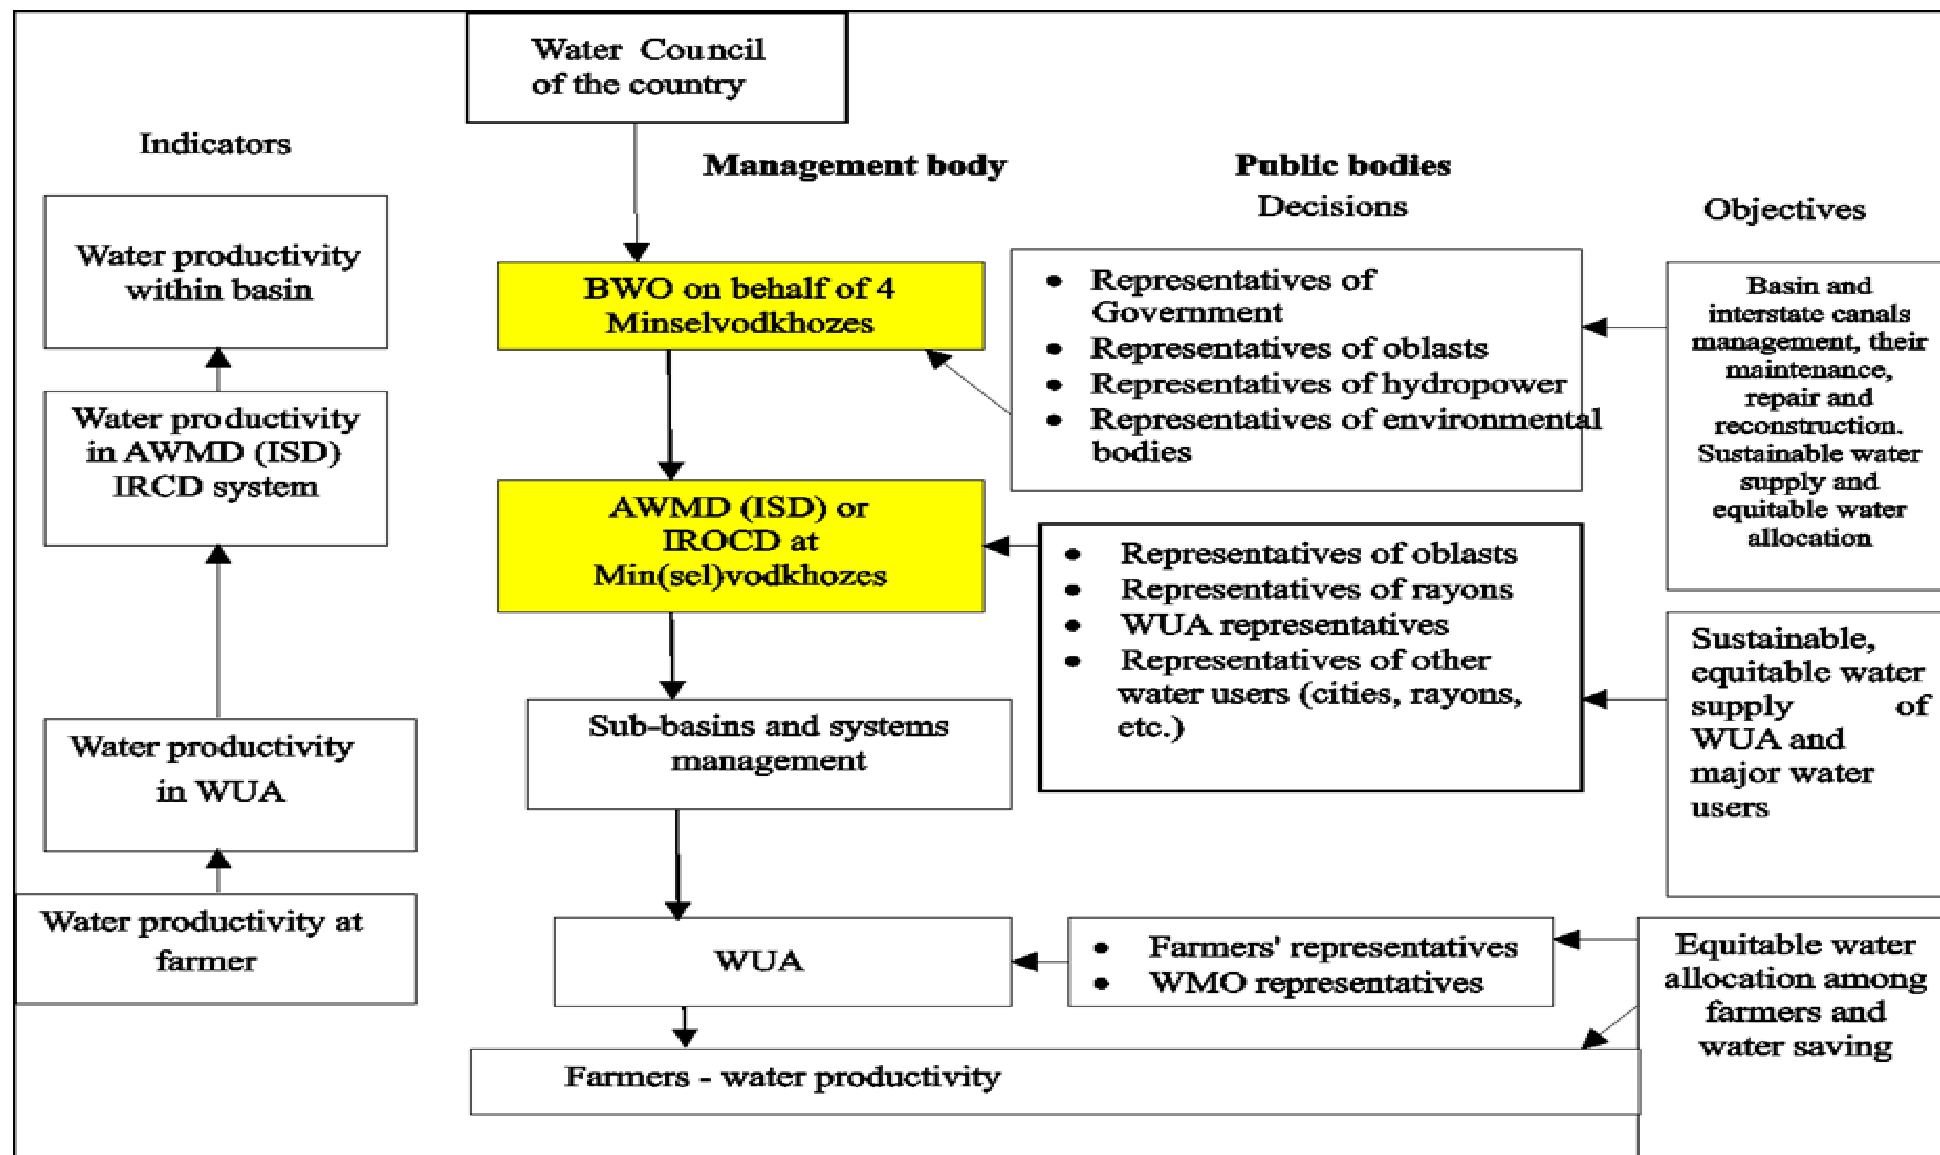 Water Council
of the country
Indicators
Management body
Public bodies
Decisions
Objectives
Water productivity
within basin
Water productivity
in AWMD (ISD)
IRCD system
Water productivity
in WUA
Water productivity at
farmer
BWO on behalf of 4
Minselvodkhozes
AWMD (ISD) or
IROCD at
Min(sel)vodkhozes
Sub-basins and systems
management
WUA
Farmers - water productivity
• Representatives of
Government
• Representatives of oblasts
• Representatives of hydropower
• Representatives of environmental
bodies
• Representatives of oblasts
• Representatives of rayons
• WUA representatives
• Representatives of other
water users (cities, rayons,
etc.)
• Farmers' representatives
• WMO representatives
Basin and
interstate canals
management, their
maintenance,
repair and
reconstruction.
Sustainable water
supply and
equitable water
allocation
Sustainable,
equitable water
supply of
WUA and
major water
users
Equitable water
allocation among
farmers and
water saving